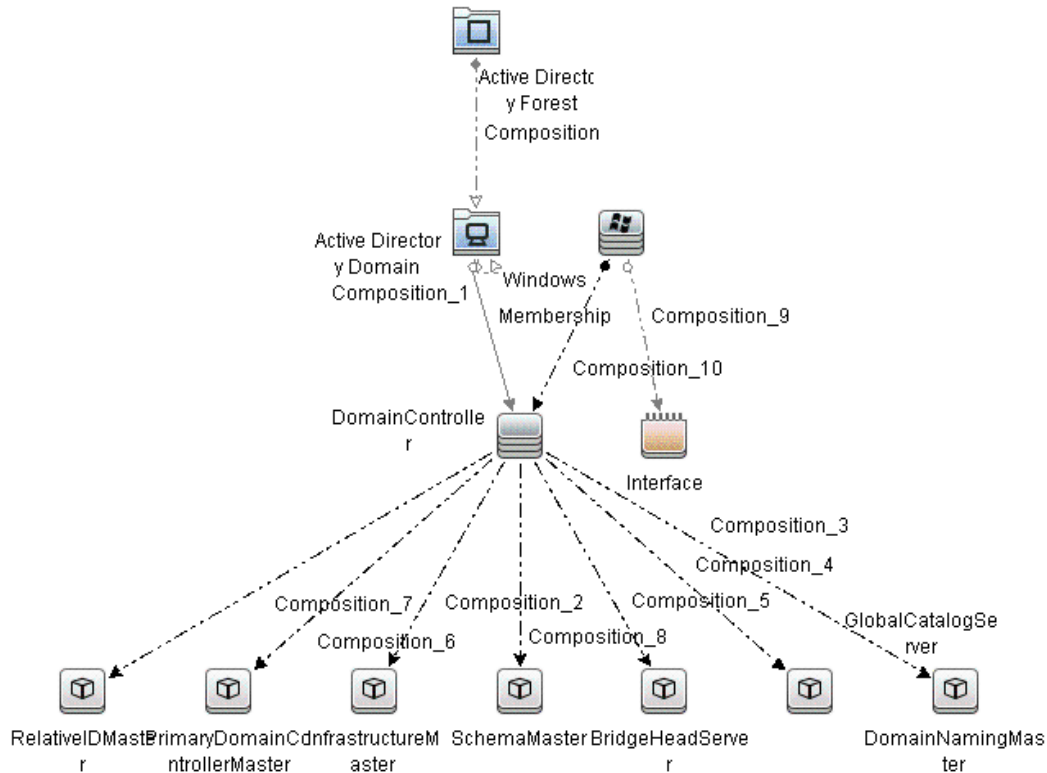 Active Directo
y Forest
Composition
Active Director
y Domain
Windows
Composition_1
Membership
Composition_9
Composition_10
DomainControlle
r
Interface
Composition_3
Composition_4
Composition_7
Composition_2
Composition_5
Composition_6
Composition_8
GlobalCatalogSe
rver
RelativeIDMaste
r
PrimaryDomainCo
ntrollerMaster
InfrastructureM
aster
SchemaMaster
BridgeHeadServe
r
DomainNamingMas
ter